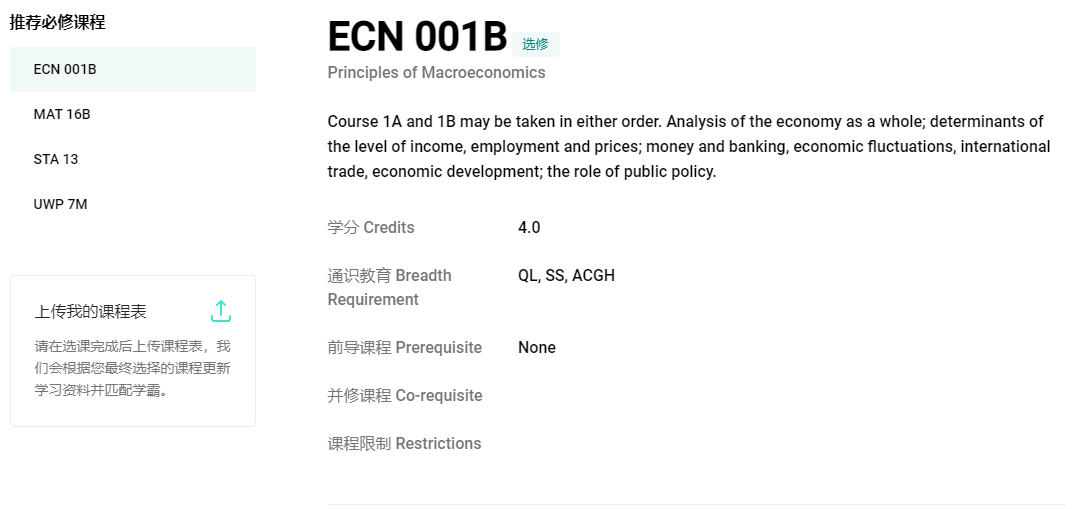 推荐必修课程
ECN 001B
MAT 16B
STA 13
UWP 7M
上传我的课程表
请在选课完成后上传课程表，我
们会根据您最终选择的课程更新
学习资料并匹配学霸。
ECN 001B 选修
Principles of Macroeconomics
Course 1A and 1B may be taken in either order. Analysis of the economy as a whole; determinants of
the level of income, employment and prices; money and banking, economic fluctuations, international
trade, economic development; the role of public policy.
学分 Credits 4.0
通识教育 Breadth QL, SS, ACGH
Requirement
前导课程 Prerequisite None
并修课程 Co-requisite
课程限制 Restrictions